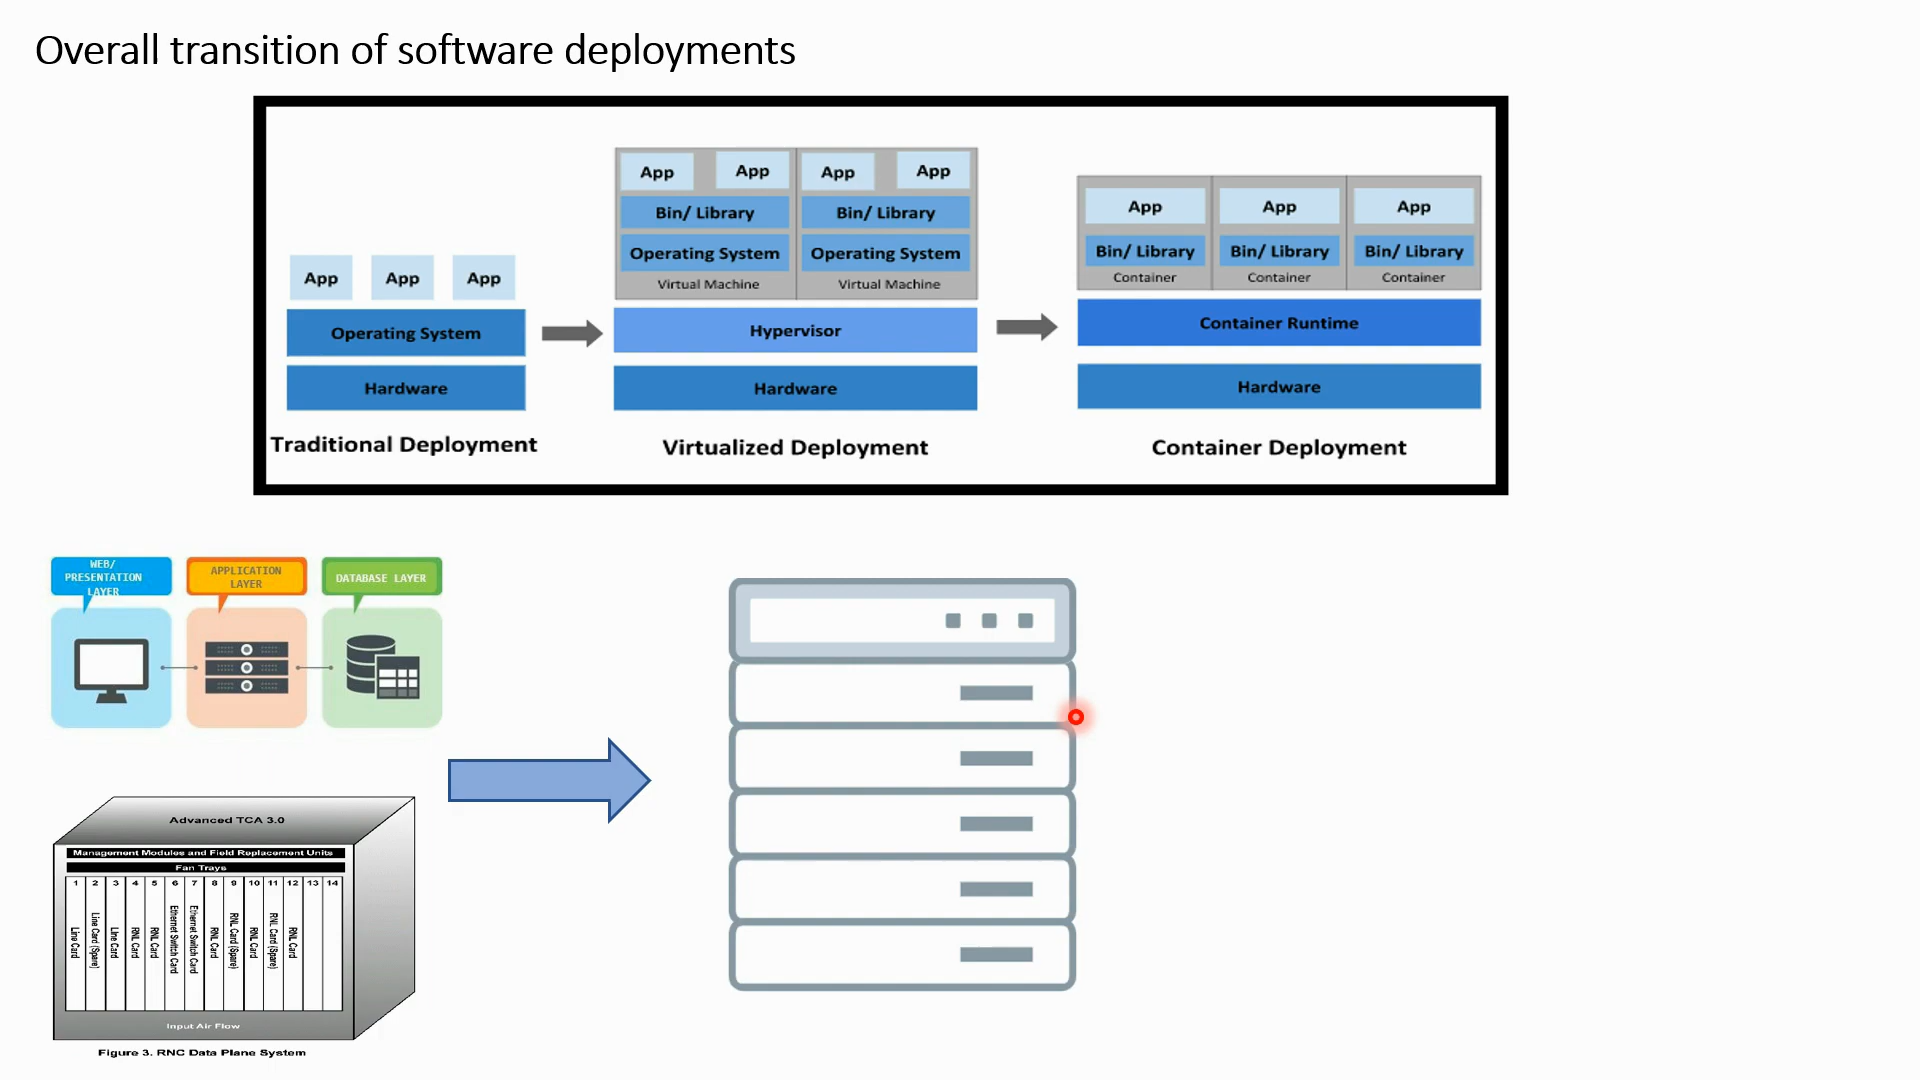 Overall transition of software deployments
App App App
Operating System
Hardware
Traditional Deployment
App App App App
Bin/ Library Bin/ Library
Operating System Operating System
Virtual Machine Virtual Machine
Hypervisor
Hardware
Virtualized Deployment
App App App
Bin/ Library Bin/ Library Bin/ Library
Container Container Container
Container Runtime
Hardware
Container Deployment
WEB/
PRESENTATION
LAYER
APPLICATION
LAYER
DATABASE LAYER
Advanced TCA 3.0
Management Modules and Field Replacement Units
Fan Trays
1 2 3 4 5 6 7 8 9 10 11 12 13 14
Line Card
Line Card (Spare)
Line Card
RNL Card
RNL Card
Ethernet Switch Card
Ethernet Switch Card
RNL Card
RNL Card (Spare)
RNL Card
RNL Card (Spare)
RNL Card
Input Air Flow
Figure 3. RNC Data Plane System